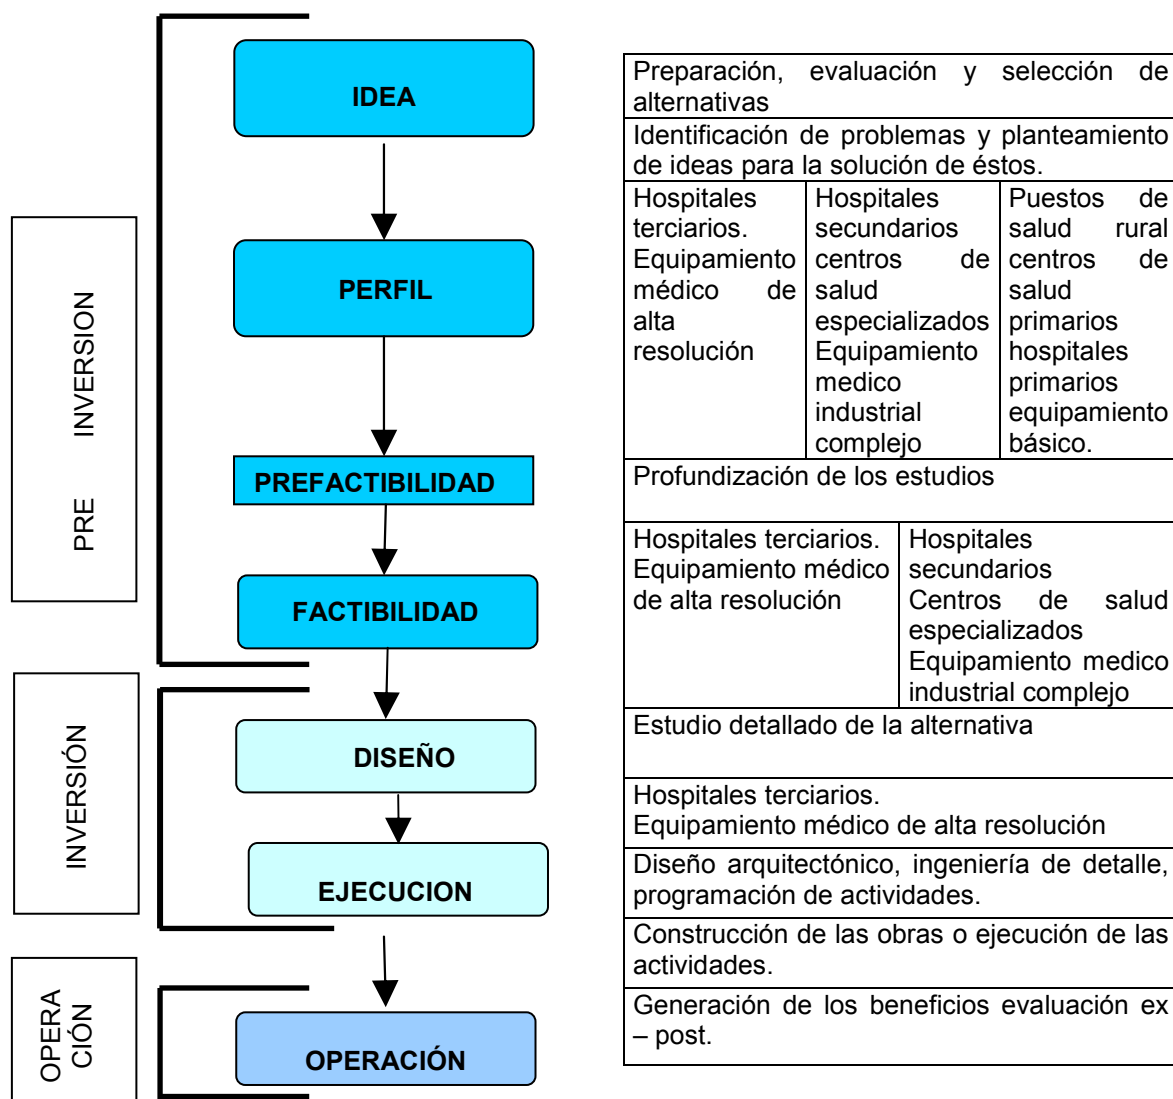 PRE INVERSION
IDEA
PERFIL
PREFACTIBILIDAD
FACTIBILIDAD
INVERSIÓN
DISEÑO
EJECUCION
OPERA
CIÓN
OPERACIÓN
Preparación, evaluación y selección de
alternativas
Identificación de problemas y planteamiento
de ideas para la solución de éstos.
Hospitales
terciarios.
Equipamiento
médico de
alta
resolución
Hospitales
secundarios
centros de
salud
especializados
Equipamiento
medico
industrial
complejo
Puestos de
salud rural
centros de
salud
primarios
hospitales
primarios
equipamiento
básico.
Profundización de los estudios
Hospitales terciarios.
Equipamiento médico
de alta resolución
Hospitales
secundarios
Centros de salud
especializados
Equipamiento medico
industrial complejo
Estudio detallado de la alternativa
Hospitales terciarios.
Equipamiento médico de alta resolución
Diseño arquitectónico, ingeniería de detalle,
programación de actividades.
Construcción de las obras o ejecución de las
actividades.
Generación de los beneficios evaluación ex
– post.